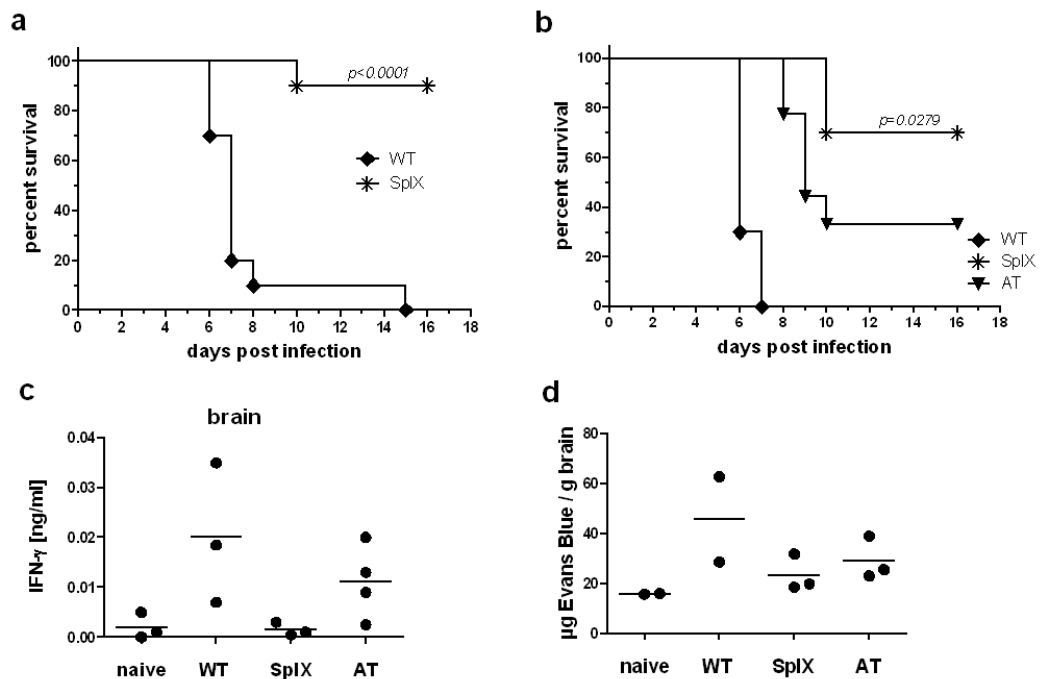 a
100
80
60
40
20
0
percent survival
p<0.0001
WT
SplX
0 2 4 6 8 10 12 14 16 18
days post infection
b
100
80
60
40
20
0
percent survival
p=0.0279
WT
SplX
AT
0 2 4 6 8 10 12 14 16 18
days post infection
c
brain
0.04
0.03
0.02
0.01
0.00
IFN-γ [ng/ml]
naive WT SplX AT
d
60
40
20
0
80
µg Evans Blue / g brain
naive WT SplX AT